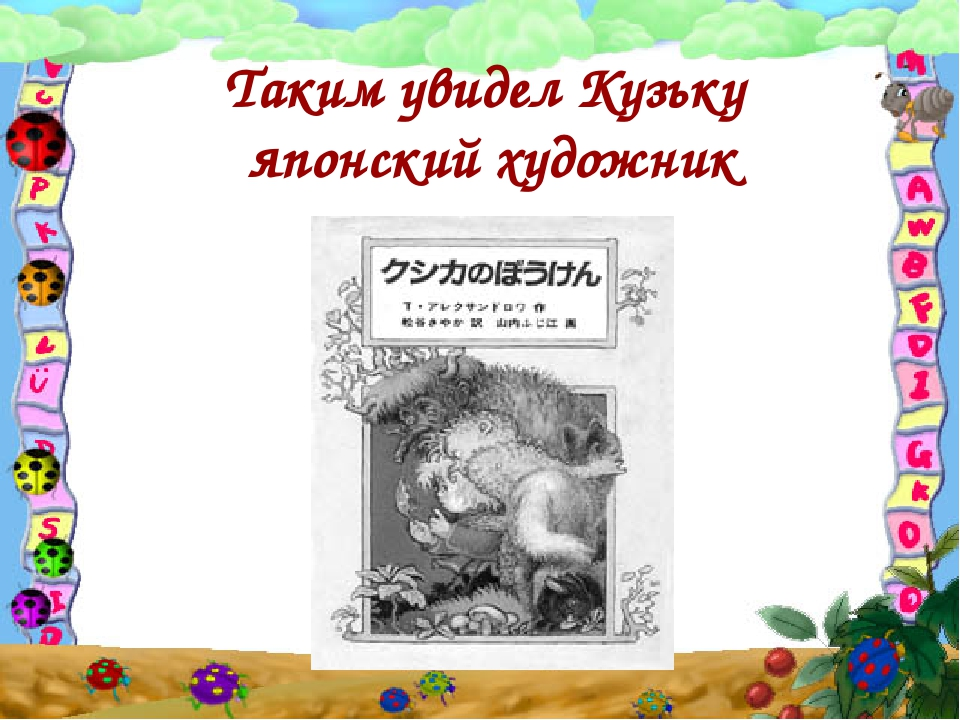 Таким увидел Кузьку
японский художник
クシカのぼうけん
T・アレクサンドロワ 作
松谷さやか 訳 山内ふじ江 画